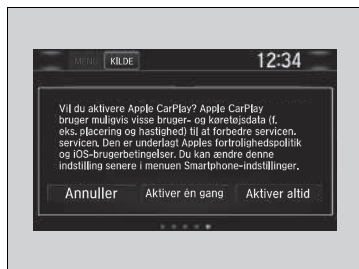 MENU KILDE 12:34
Vil du aktivere Apple CarPlay? Apple CarPlay
bruger muligvis visse bruger- og køretøjsdata (f.
eks. placering og hastighed) til at forbedre servicen.
servicen. Den er underlagt Apples fortrolighedspolitik
og iOS-brugerbetingelser. Du kan ændre denne
indstilling senere i menuen Smartphone-indstillinger.
Annuller Aktiver én gang Aktiver altid